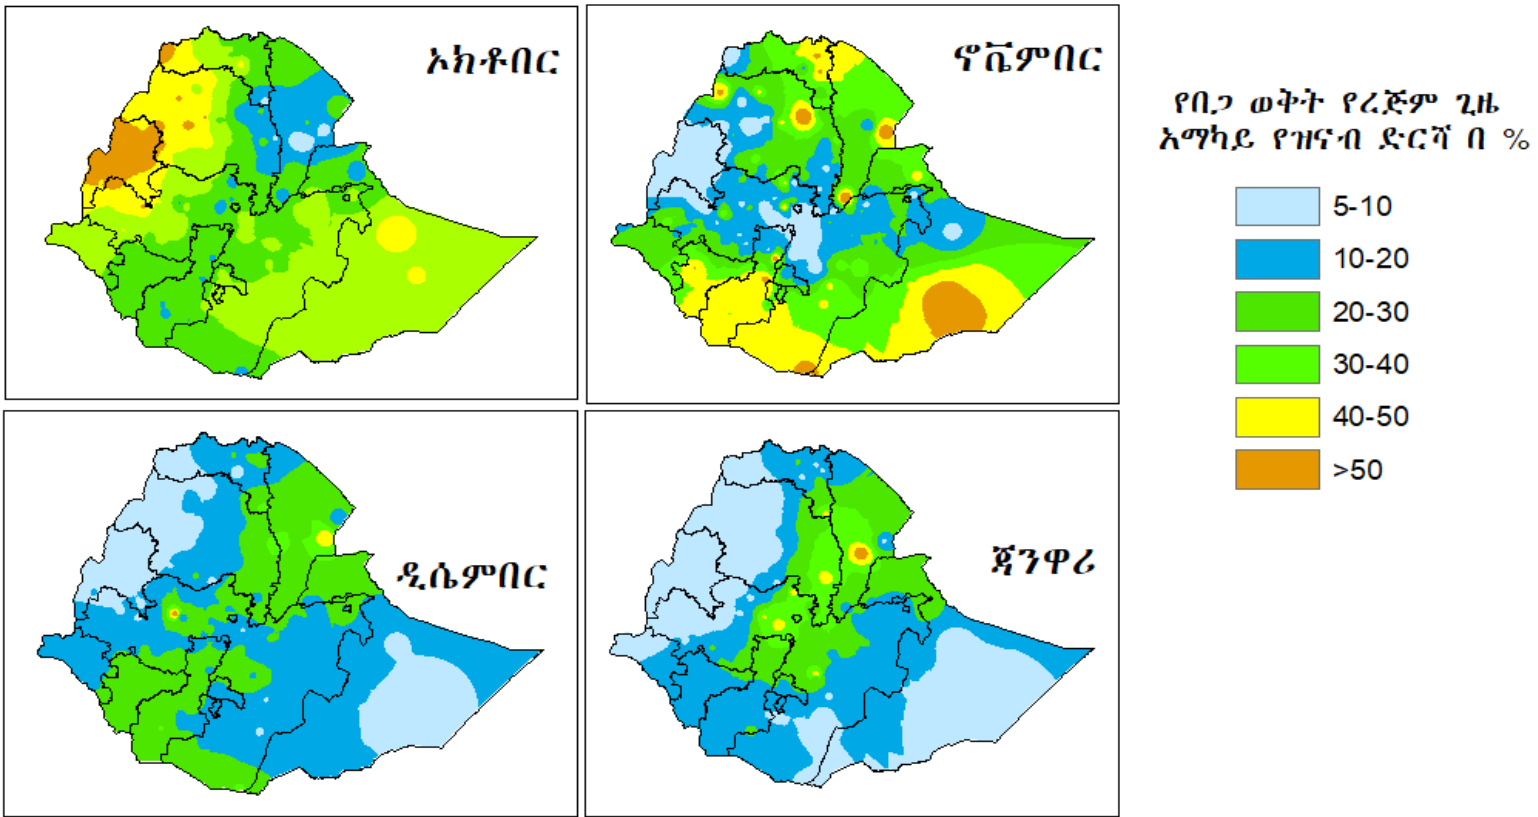 ኦክቶበር
ኖቬምበር
ዲሴምበር
ጃንዋሪ
የበጋ ወቅት የረጅም ጊዜ
አማካይ የዝናብ ድርሻ በ %
5-10
10-20
20-30
30-40
40-50
>50